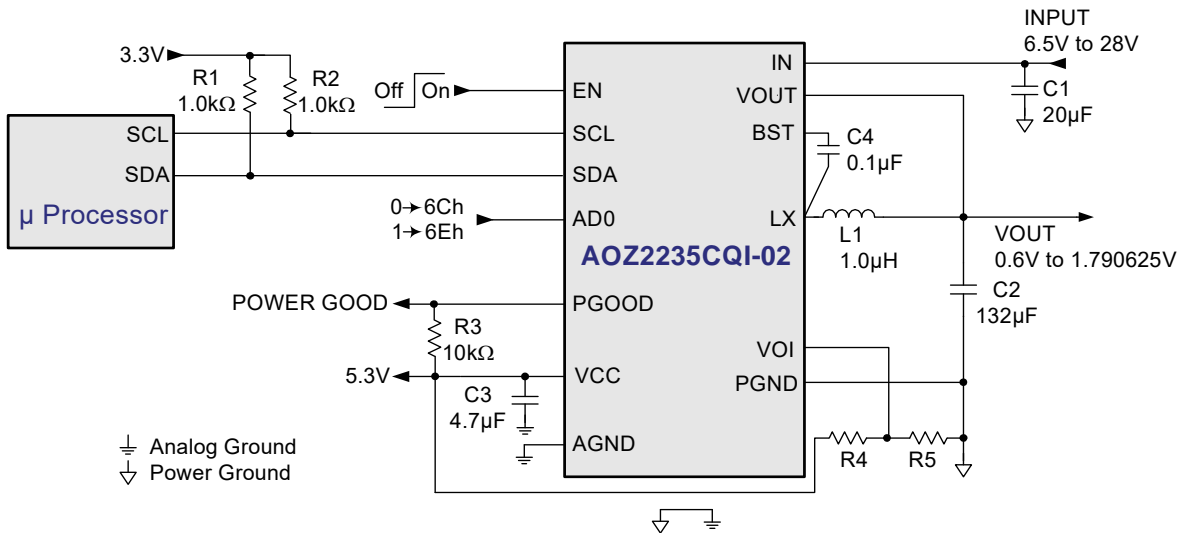 INPUT
6.5V to 28V
3.3V
R1
1.0kΩ
R2
1.0kΩ
Off
On
EN
IN
C1
20µF
VOUT
SCL
SCL
BST
C4
0.1µF
SDA
SDA
µ Processor
0→6Ch
1→6Eh
AD0
LX
L1
1.0µH
AOZ2235CQI-02
VOUT
0.6V to 1.790625V
C2
132µF
POWER GOOD
PGOOD
R3
10kΩ
VOI
5.3V
VCC
PGND
C3
4.7µF
AGND
R4
R5
Analog Ground
Power Ground